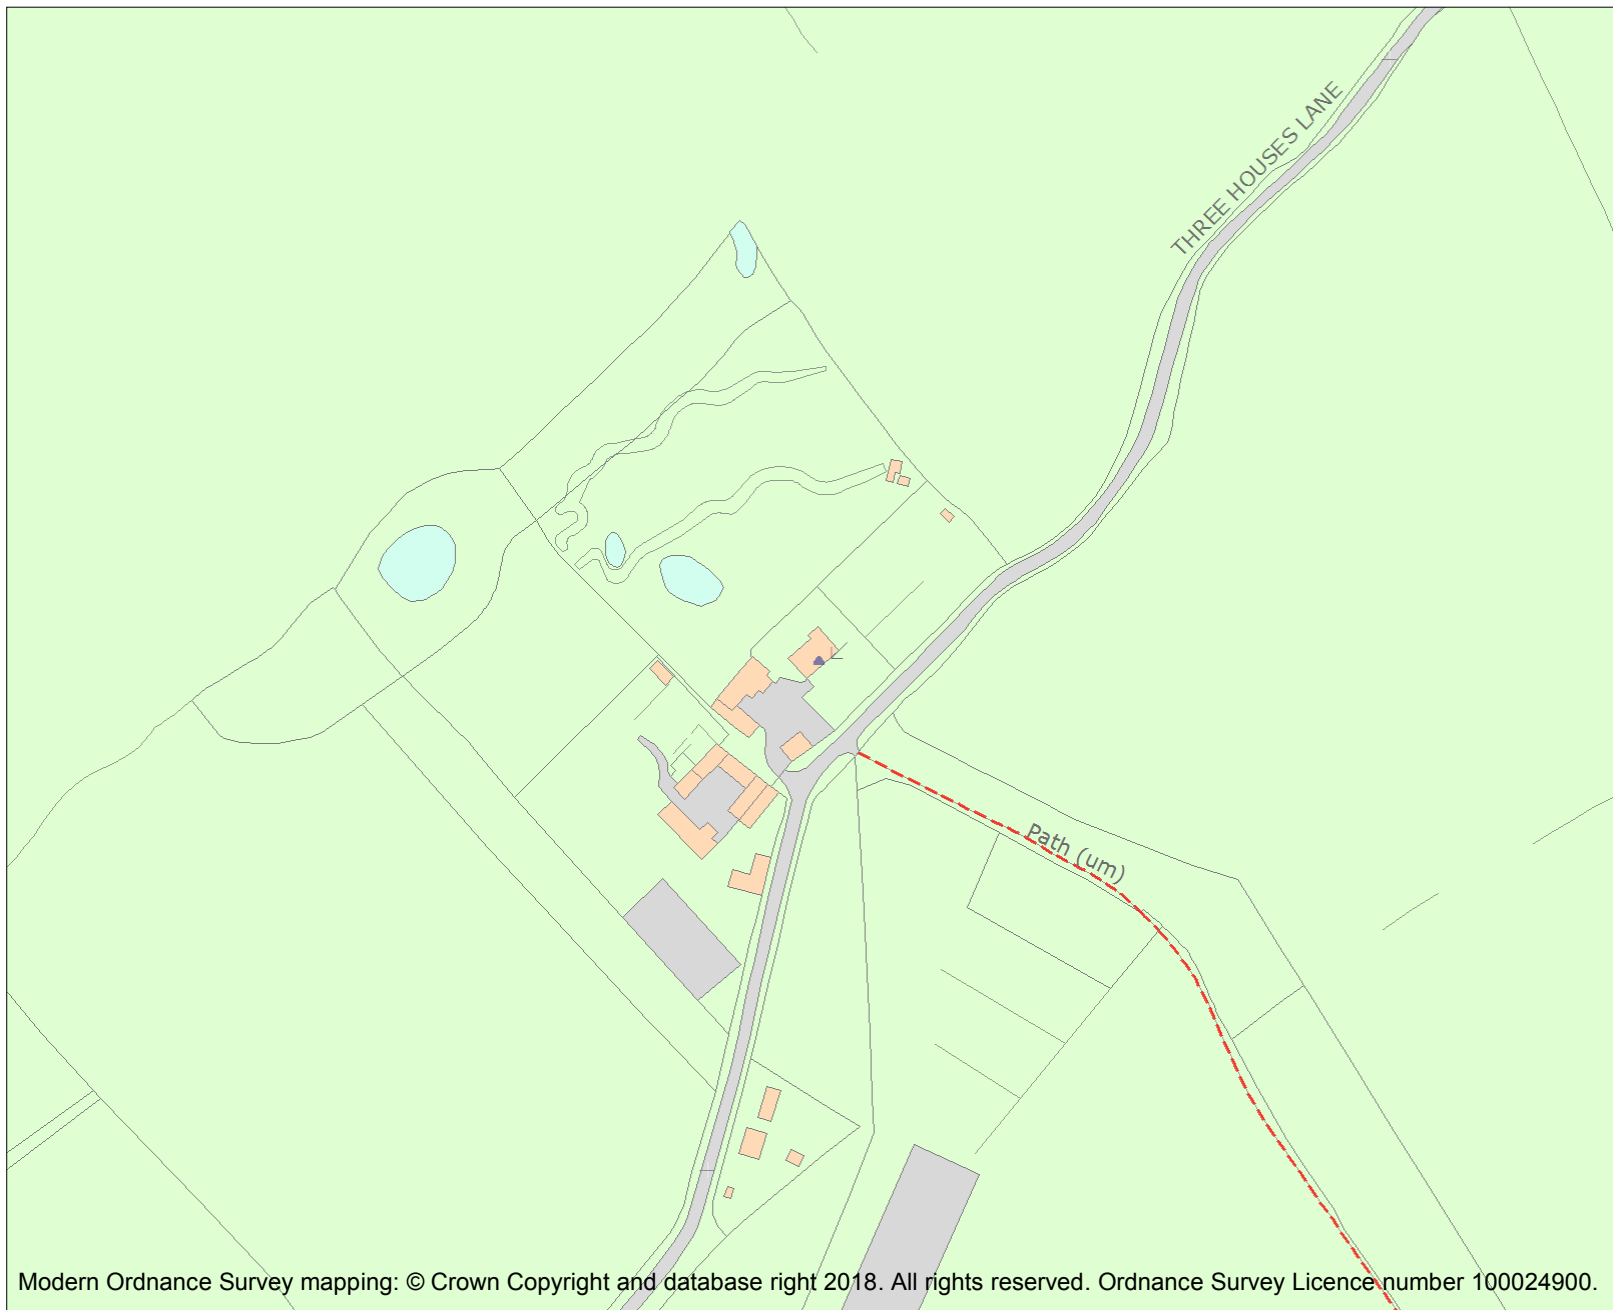 THREE HOUSES LANE
Path (um)
Modern Ordnance Survey mapping: © Crown Copyright and database right 2018. All rights reserved. Ordnance Survey Licence number 100024900.